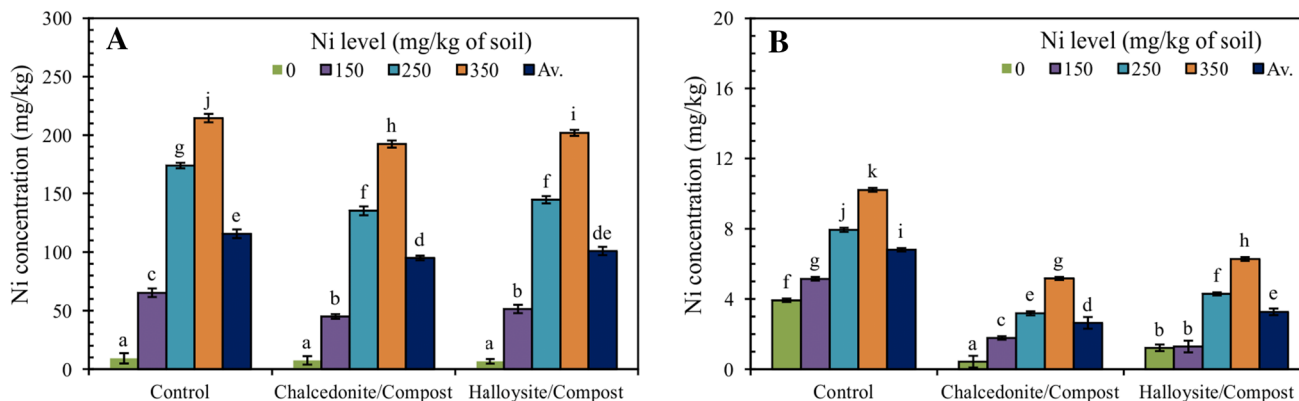 A
Ni level (mg/kg of soil)
0 150 250 350 Av.
Ni concentration (mg/kg)
300
250
200
150
100
50
0
a c g j e
a b f h d
a b f i de
Control Chalcedonite/Compost Halloysite/Compost
B
Ni level (mg/kg of soil)
0 150 250 350 Av.
Ni concentration (mg/kg)
20
16
12
8
4
0
f g j k i
a c e g d
b b f h e
Control Chalcedonite/Compost Halloysite/Compost